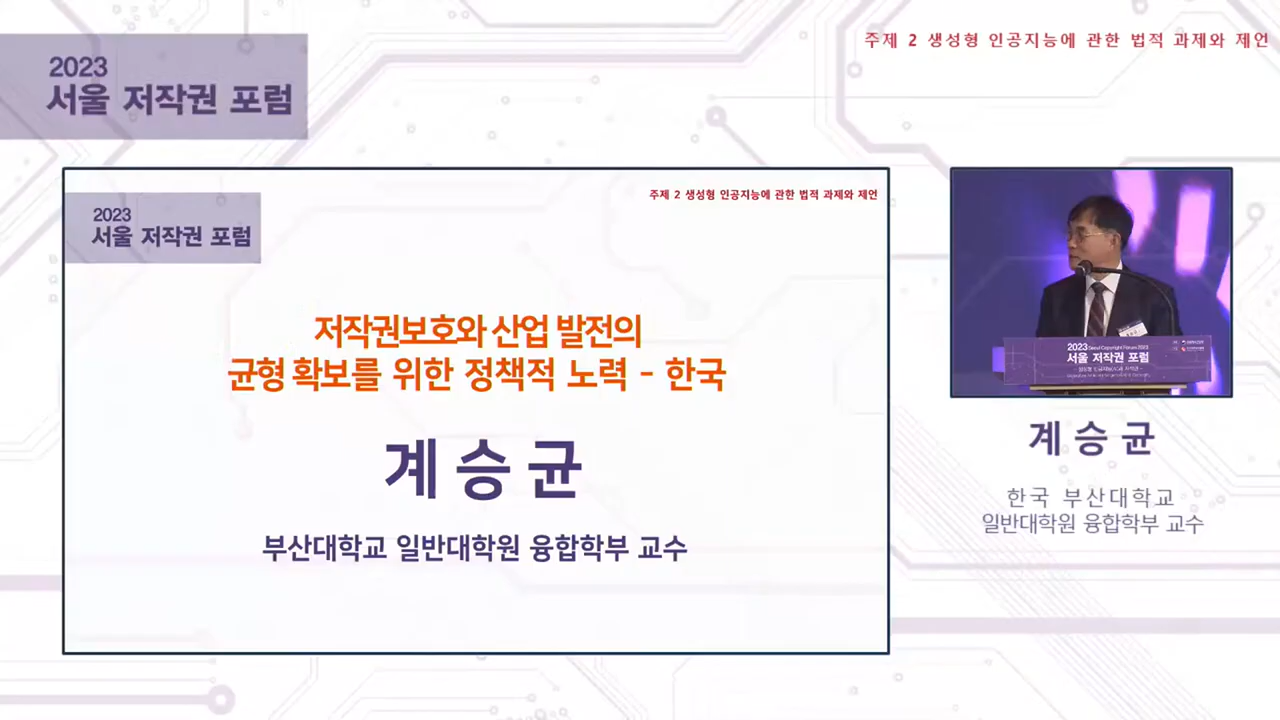 2023
서울 저작권 포럼
주제 2 생성형 인공지능에 관한 법적 과제와 제언
2023
서울 저작권 포럼
주제 2 생성형 인공지능에 관한 법적 과제와 제언
저작권보호와 산업 발전의
균형 확보를 위한 정책적 노력 - 한국
계승균
부산대학교 일반대학원 융합학부 교수
2023 Seoul Copyright Forum 2023
서울 저작권 포럼
계승균
한국 부산대학교
일반대학원 융합학부 교수